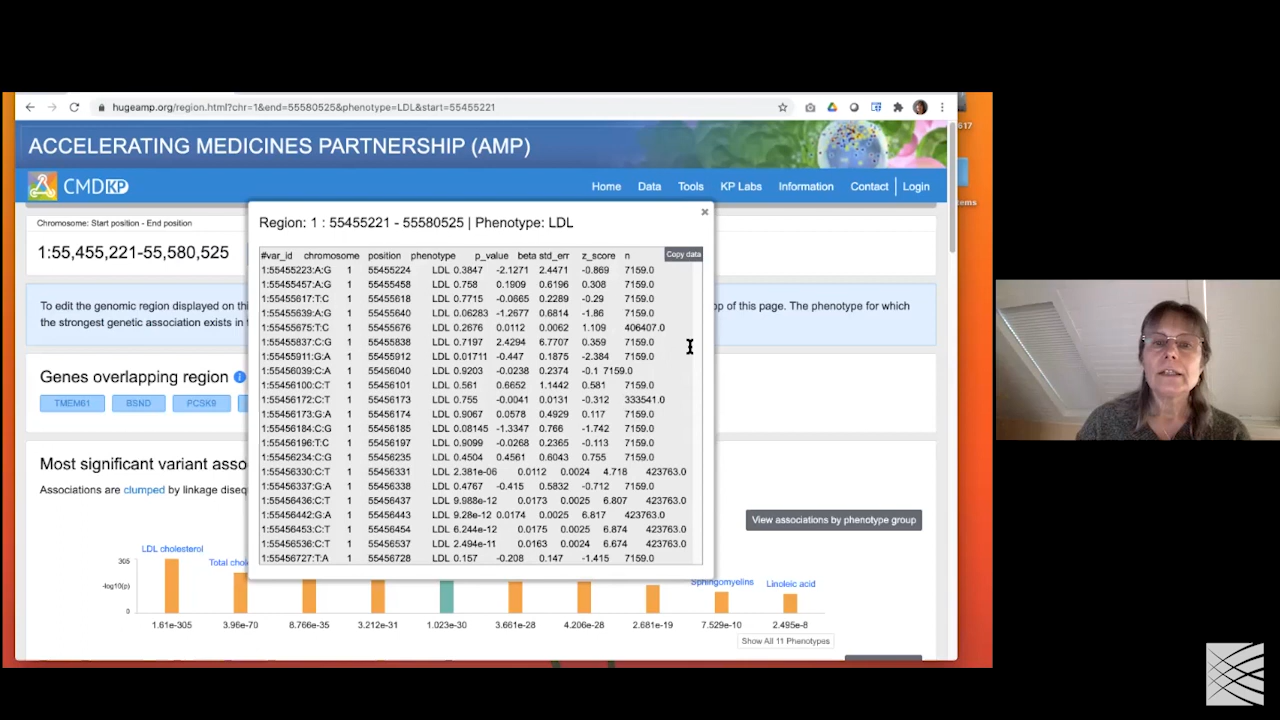 hugeamp.org/region.html?chr=1&end=55580525&phenotype=LDL&start=55455221
617
ACCELERATING MEDICINES PARTNERSHIP (AMP)
CMDKP
Home Data Tools KP Labs Information Contact Login
items
Chromosome: Start position - End position
1:55,455,221-55,580,525
Region: 1 : 55455221 - 55580525 | Phenotype: LDL
Copy data
#var_id chromosome position phenotype p_value beta std_err z_score n
1:55455223:A:G 1 55455224 LDL 0.3847 -2.1271 2.4471 -0.869 7159.0
1:55455457:A:G 1 55455458 LDL 0.758 0.1909 0.6196 0.308 7159.0
1:55455617:T:C 1 55455618 LDL 0.7715 -0.0665 0.2289 -0.29 7159.0
1:55455639:A:G 1 55455640 LDL 0.06283 -1.2677 0.6814 -1.86 7159.0
1:55455675:T:C 1 55455676 LDL 0.2676 0.0112 0.0062 1.109 406407.0
1:55455837:C:G 1 55455838 LDL 0.7197 2.4294 6.7707 0.359 7159.0
1:55455911:G:A 1 55455912 LDL 0.01711 -0.447 0.1875 -2.384 7159.0
1:55456039:C:A 1 55456040 LDL 0.9203 -0.0238 0.2374 -0.1 7159.0
1:55456100:C:T 1 55456101 LDL 0.561 0.6652 1.1442 0.581 7159.0
1:55456172:C:T 1 55456173 LDL 0.755 -0.0041 0.0131 -0.312 333541.0
1:55456173:G:A 1 55456174 LDL 0.9067 0.0578 0.4929 0.117 7159.0
1:55456184:C:G 1 55456185 LDL 0.08145 -1.3347 0.766 -1.742 7159.0
1:55456196:T:C 1 55456197 LDL 0.9099 -0.0268 0.2365 -0.113 7159.0
1:55456234:C:G 1 55456235 LDL 0.4504 0.4561 0.6043 0.755 7159.0
1:55456330:C:T 1 55456331 LDL 2.381e-06 0.0112 0.0024 4.718 423763.0
1:55456337:G:A 1 55456338 LDL 0.4767 -0.415 0.5832 -0.712 7159.0
1:55456436:C:T 1 55456437 LDL 9.988e-12 0.0173 0.0025 6.807 423763.0
1:55456442:G:A 1 55456443 LDL 9.28e-12 0.0174 0.0025 6.817 423763.0
1:55456453:C:T 1 55456454 LDL 6.244e-12 0.0175 0.0025 6.874 423763.0
1:55456536:C:T 1 55456537 LDL 2.494e-11 0.0163 0.0024 6.674 423763.0
1:55456727:T:A 1 55456728 LDL 0.157 -0.208 0.147 -1.415 7159.0
To edit the genomic region displayed on thi op of this page. The phenotype for which
the strongest genetic association exists in t
Genes overlapping region
TMEM61 BSND PCSK9
Most significant variant asso
Associations are clumped by linkage diseq
View associations by phenotype group
LDL cholesterol Total chol Sphingomyelins Linoleic acid
305
-log10(p)
0
1.61e-305 3.96e-70 8.766e-35 3.212e-31 1.023e-30 3.661e-28 4.206e-28 2.681e-19 7.529e-10 2.495e-8
Show All 11 Phenotypes